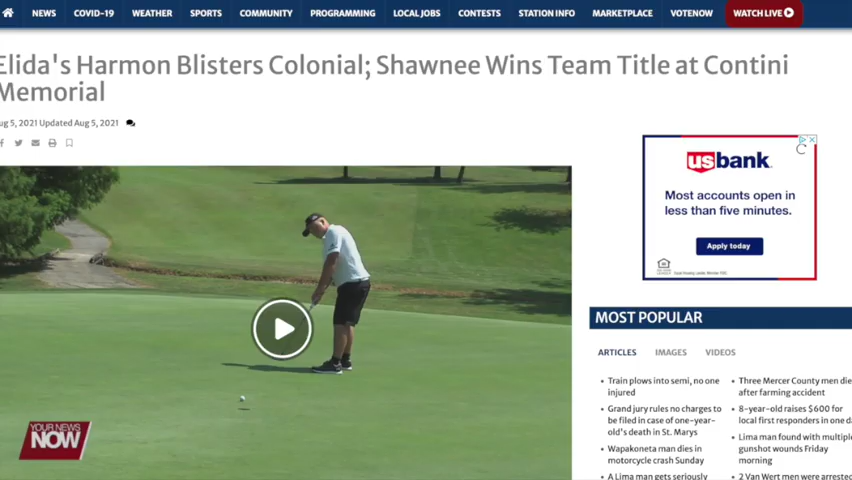 NEWS COVID-19 WEATHER SPORTS COMMUNITY PROGRAMMING LOCAL JOBS CONTESTS STATION INFO MARKETPLACE VOTENOW WATCH LIVE
Elida's Harmon Blisters Colonial; Shawnee Wins Team Title at Contini
Memorial
ug 5, 2021 Updated Aug 5, 2021
YOUR NEWS
NOW
usbank
Most accounts open in
less than five minutes.
Apply today
MOST POPULAR
ARTICLES IMAGES VIDEOS
Train plows into semi, no one
injured
Grand jury rules no charges to
be filed in case of one-year-
old's death in St. Marys
Wapakoneta man dies in
motorcycle crash Sunday
A Lima man gets seriously
Three Mercer County men die
after farming accident
8-year-old raises $600 for
local first responders in one da
Lima man found with multiple
gunshot wounds Friday
morning
2 Van Wert men were arrested